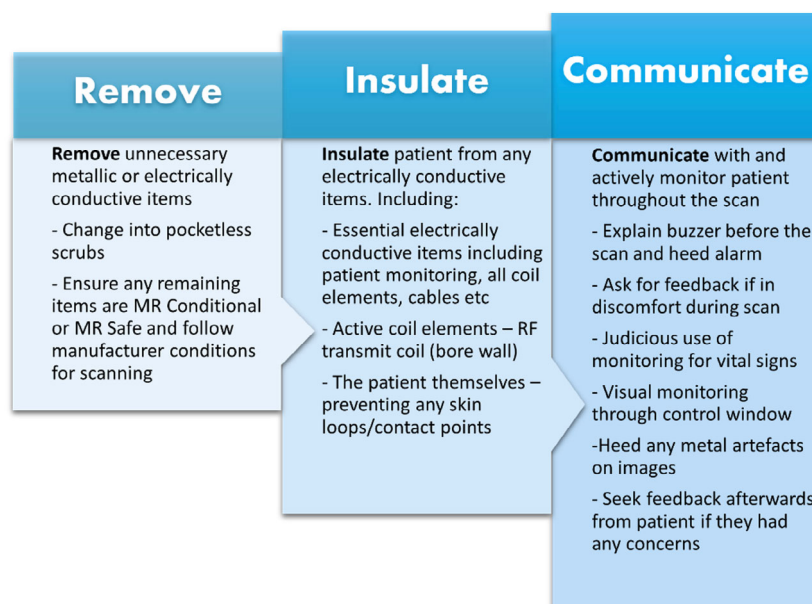 Remove
Remove unnecessary
metallic or electrically
conductive items
- Change into pocketless
scrubs
- Ensure any remaining
items are MR Conditional
or MR Safe and follow
manufacturer conditions
for scanning
Insulate
Insulate patient from any
electrically conductive
items. Including:
- Essential electrically
conductive items including
patient monitoring, all coil
elements, cables etc
- Active coil elements – RF
transmit coil (bore wall)
- The patient themselves –
preventing any skin
loops/contact points
Communicate
Communicate with and
actively monitor patient
throughout the scan
- Explain buzzer before the
scan and heed alarm
- Ask for feedback if in
discomfort during scan
- Judicious use of
monitoring for vital signs
- Visual monitoring
through control window
-Heed any metal artefacts
on images
- Seek feedback afterwards
from patient if they had
any concerns